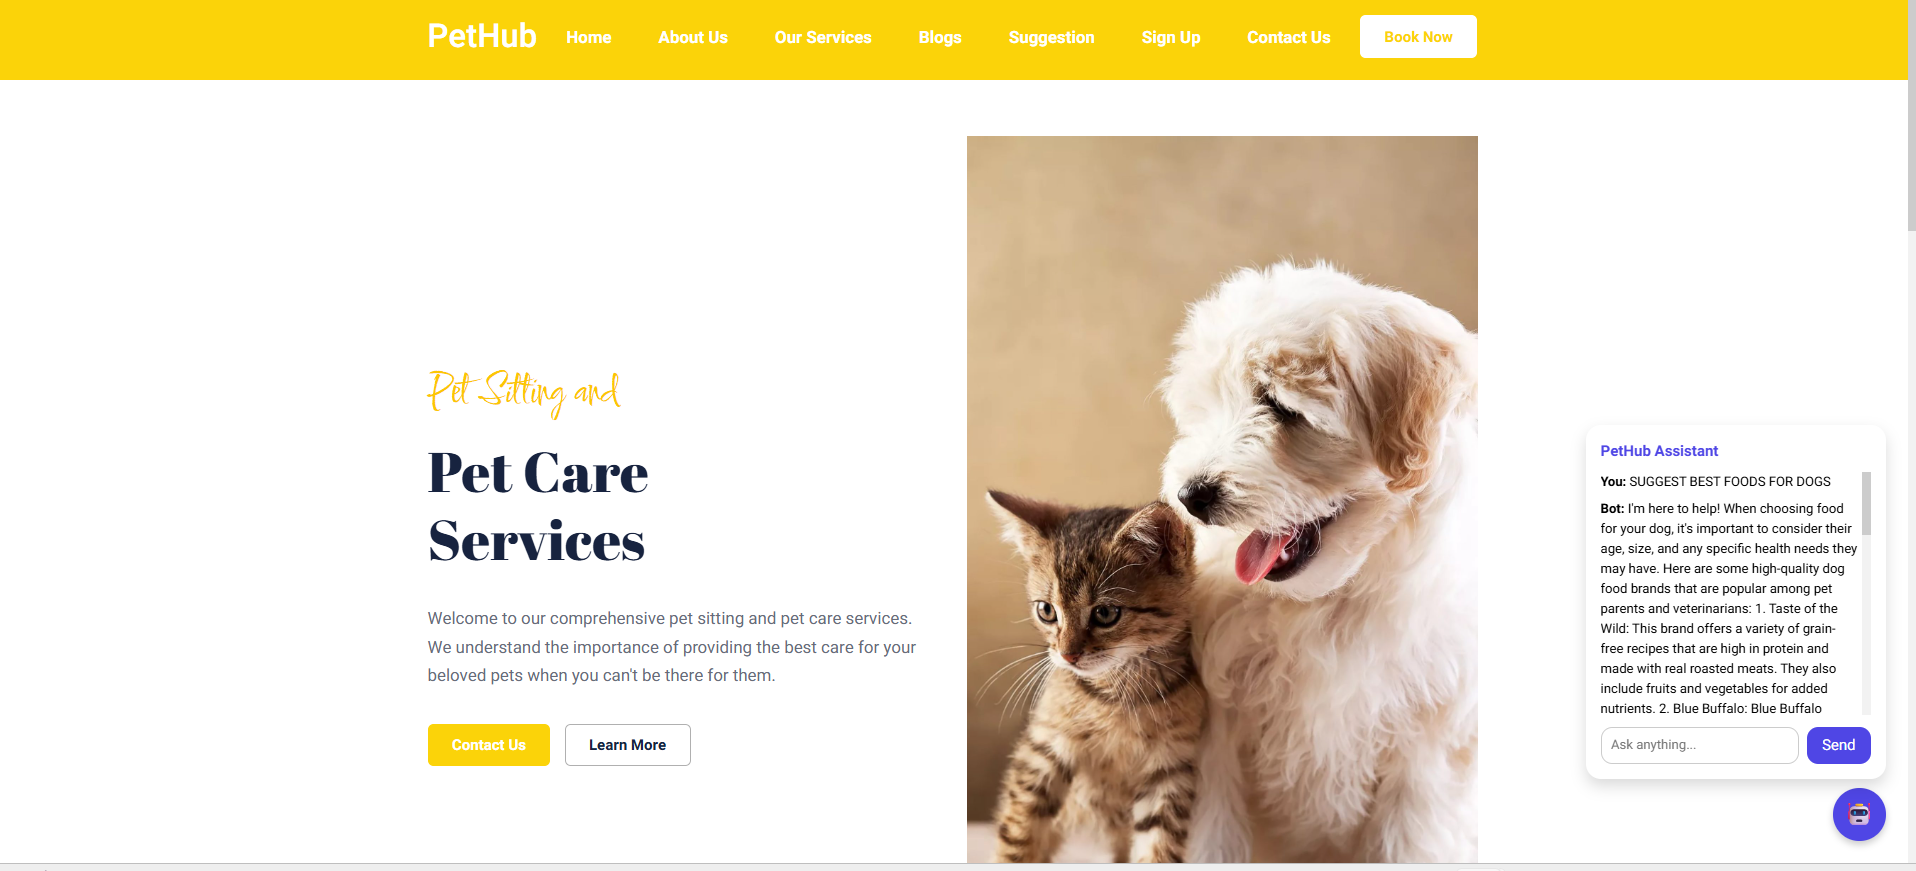 PetHub
Home
About Us
Our Services
Blogs
Suggestion
Sign Up
Contact Us
Book Now
Pet Sitting and
Pet Care
Services
Welcome to our comprehensive pet sitting and pet care services.
We understand the importance of providing the best care for your
beloved pets when you can't be there for them.
Contact Us
Learn More
PetHub Assistant
You: SUGGEST BEST FOODS FOR DOGS
Bot: I'm here to help! When choosing food
for your dog, it's important to consider their
age, size, and any specific health needs they
may have. Here are some high-quality dog
food brands that are popular among pet
parents and veterinarians: 1. Taste of the
Wild: This brand offers a variety of grain-
free recipes that are high in protein and
made with real roasted meats. They also
include fruits and vegetables for added
nutrients. 2. Blue Buffalo: Blue Buffalo
Ask anything...
Send